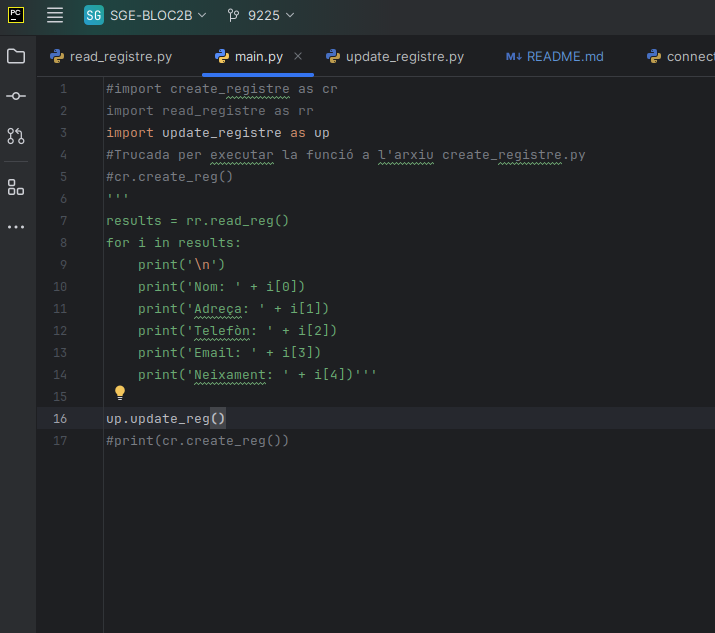 PC
SG SGE-BLOC2B 9225
read_registre.py main.py update_registre.py M↓ README.md connect
1 #import create_registre as cr
2 import read_registre as rr
3 import update_registre as up
4 #Trucada per executar la funció a l'arxiu create_registre.py
5 #cr.create_reg()
6 '''
7 results = rr.read_reg()
8 for i in results:
9     print('\n')
10     print('Nom: ' + i[0])
11     print('Adreça: ' + i[1])
12     print('Telefòn: ' + i[2])
13     print('Email: ' + i[3])
14     print('Neixament: ' + i[4])'''
15
16 up.update_reg()
17 #print(cr.create_reg())